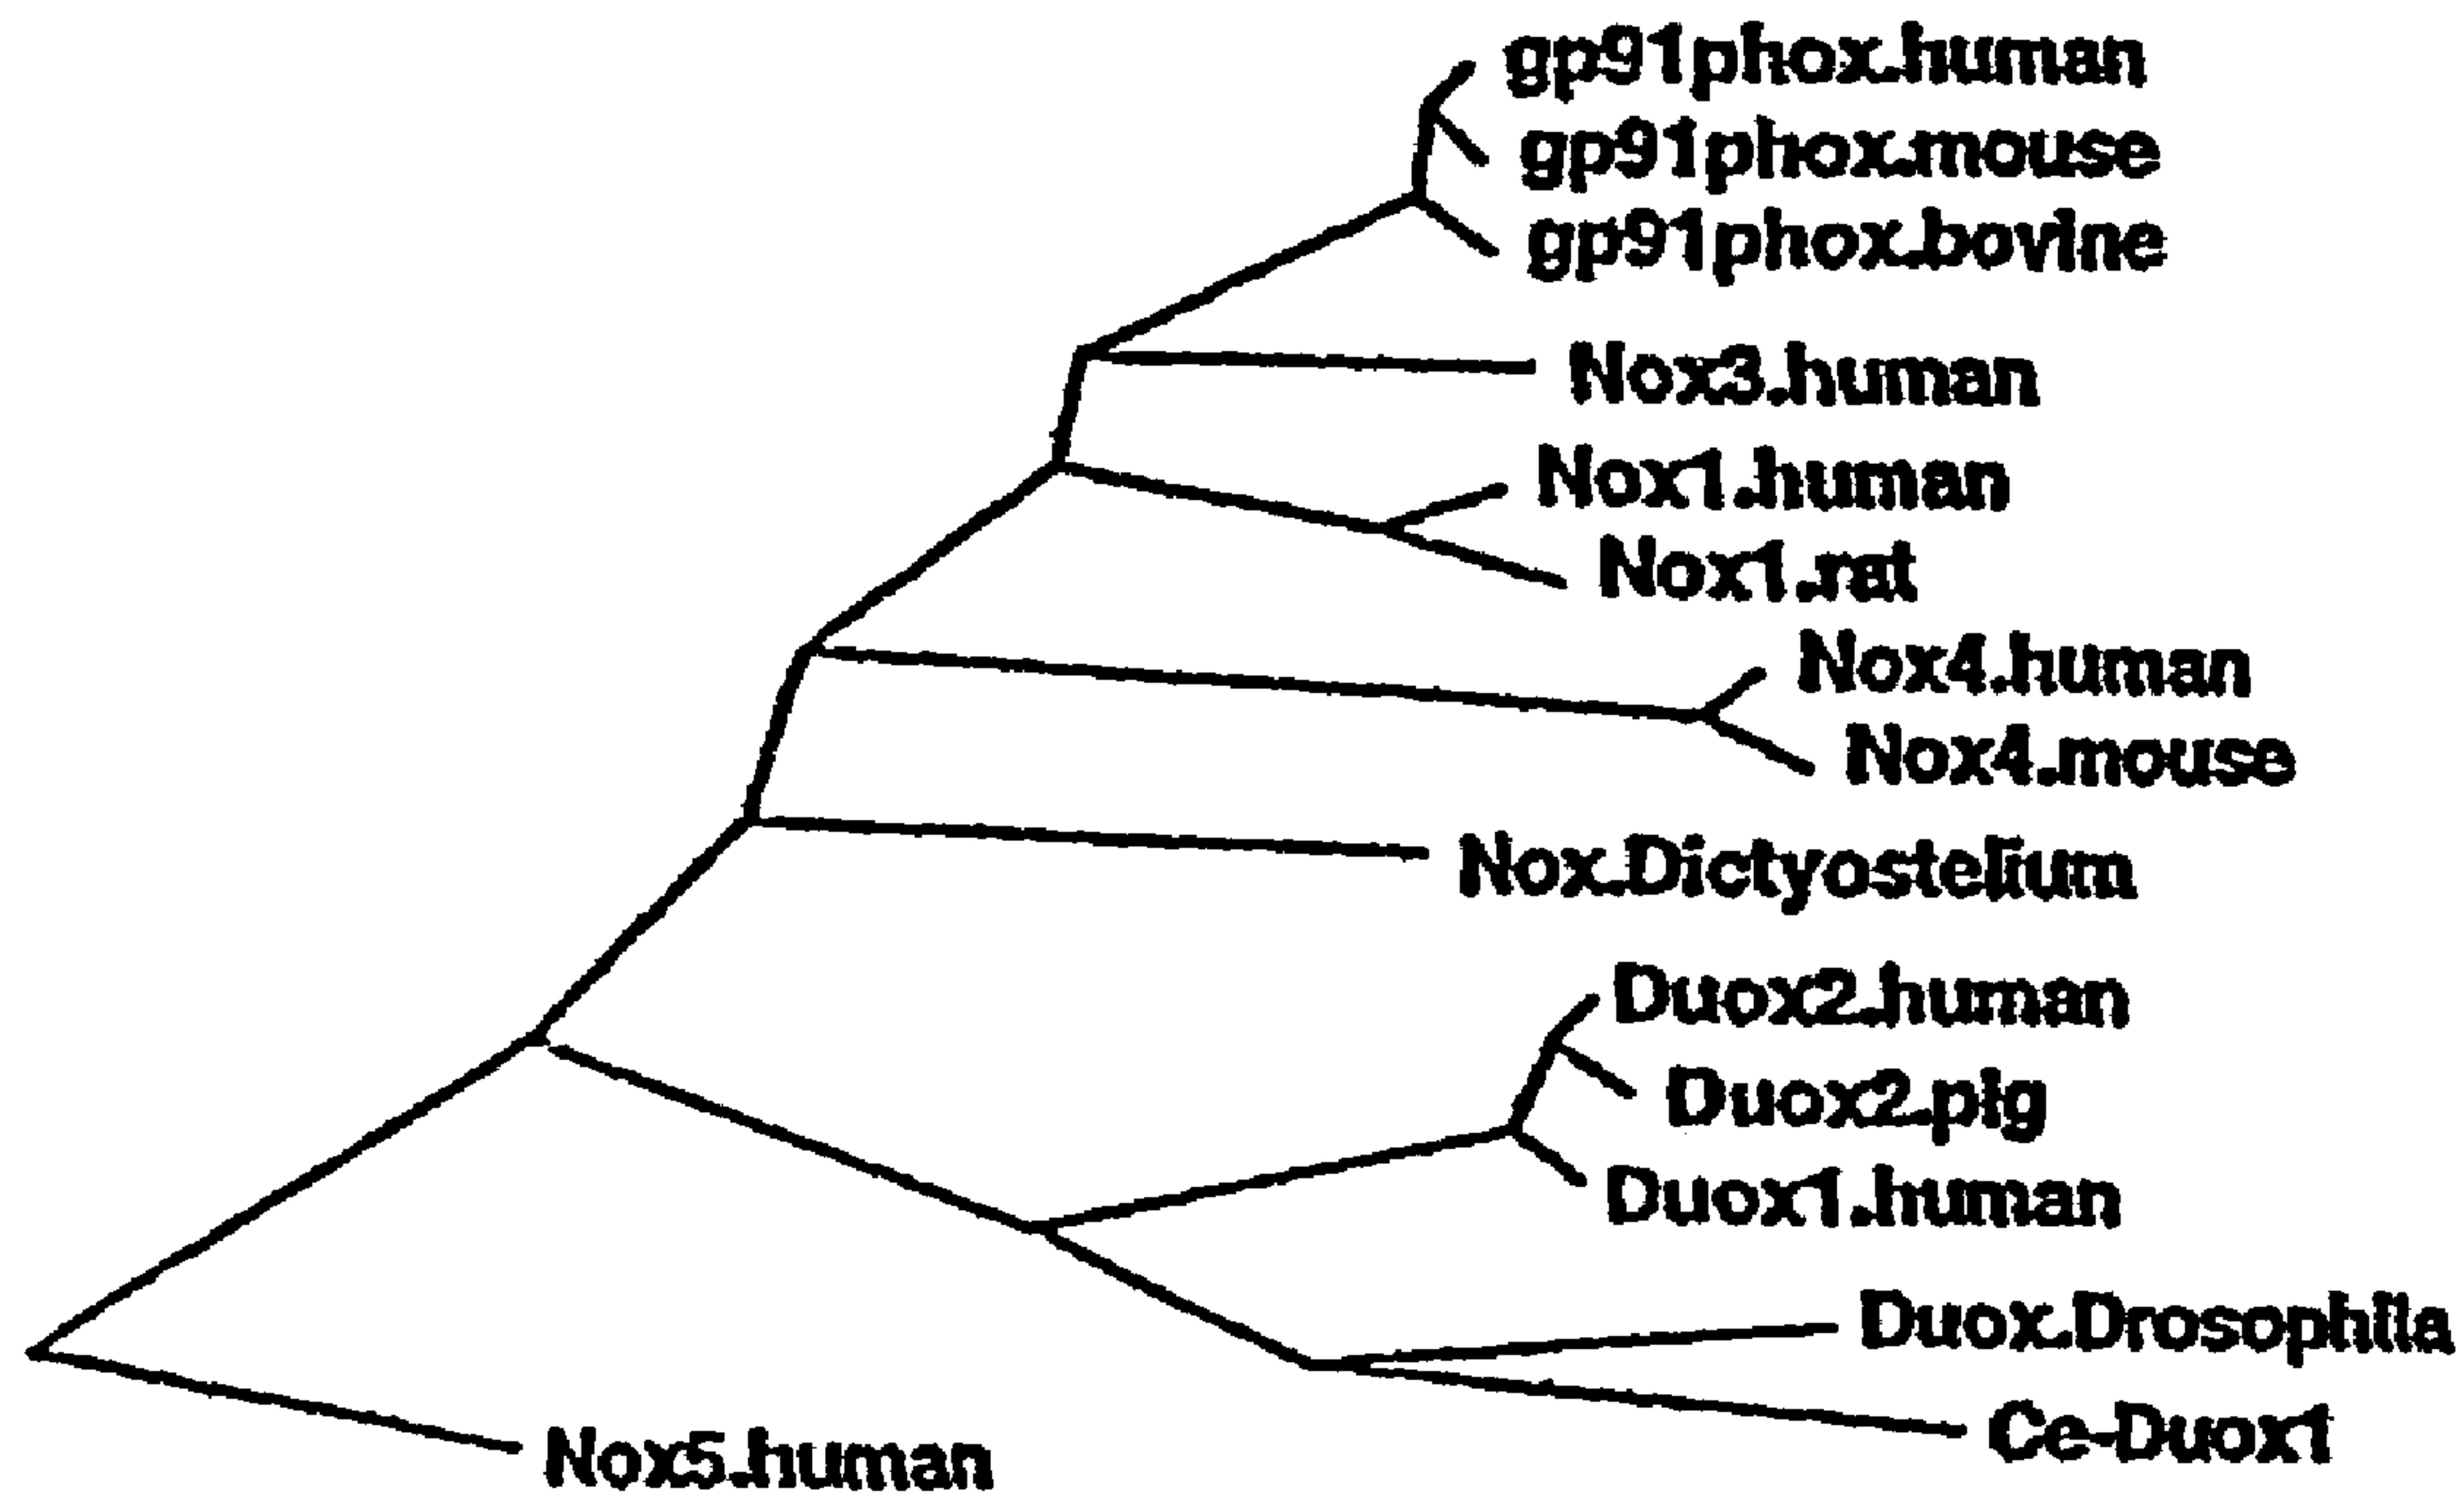 gp91phox.human
gp91phox.mouse
gp91phox.bovine
Nox3.human
Nox1.human
Nox1.rat
Nox4.human
Nox4.mouse
Nox.Dictyostelium
Duox2.human
Duox2.pig
Duox1.human
Duox.Drosophila
Ce-Duox1
Nox5.human